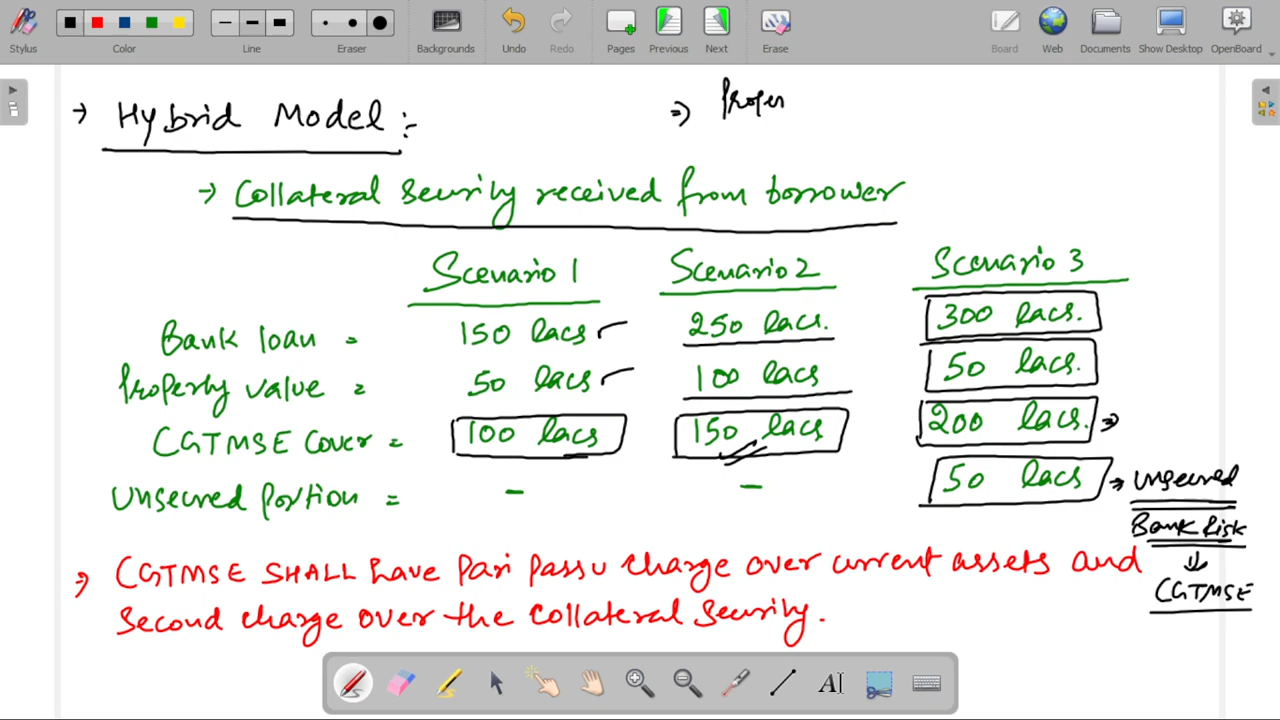 Stylus Color Line Eraser Backgrounds Undo Redo Pages Previous Next Erase Board Web Documents Show Desktop OpenBoard
→ Hybrid Model :- ⇒ Proper
→ Collateral Security received from borrower
Scenario 1 Scenario 2 Scenario 3
Bank loan = 150 lacs 250 lacs. 300 lacs.
Property value = 50 lacs 100 lacs 50 lacs.
CGTMSE Cover = 100 lacs 150 lacs 200 lacs. ⇒
Unsecured Portion = - - 50 lacs → Unsecured
Bank Risk
⇓
CGTMSE
⇒ CGTMSE SHALL have Pari Passu charge over current assets and
Second charge over the Collateral Security.